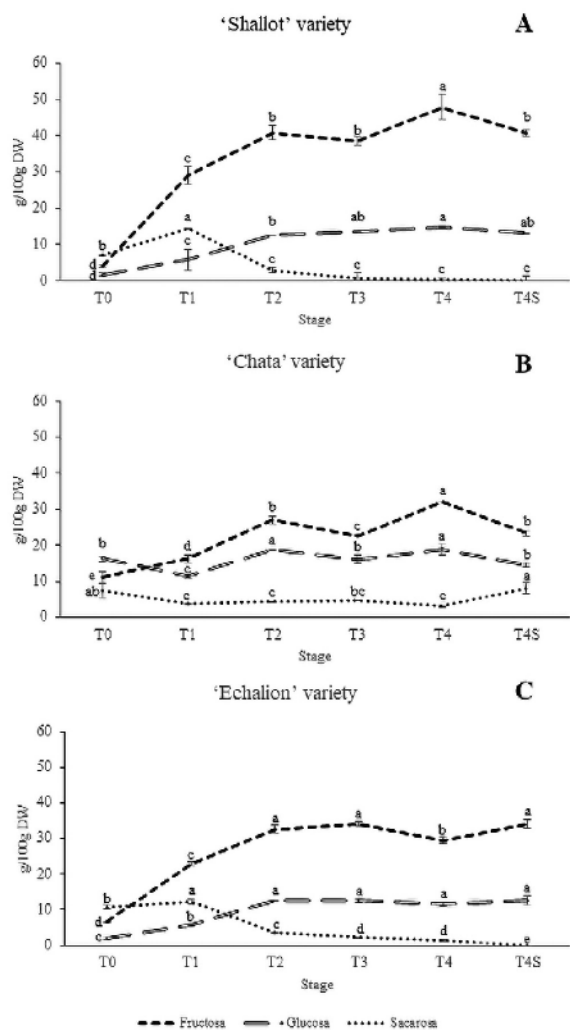 ‘Shallot’ variety
A
60
50
40
30
20
10
0
g/100g DW
d
c
b
b
a
b
b
a
c
c
c
c
d
c
b
ab
a
ab
T0
T1
T2
T3
T4
T4S
Stage
‘Chata’ variety
B
60
50
40
30
20
10
0
g/100g DW
e
d
b
c
a
b
b
c
a
b
a
b
ab
c
c
bc
c
a
T0
T1
T2
T3
T4
T4S
Stage
‘Echalion’ variety
C
60
50
40
30
20
10
0
g/100g DW
d
c
a
a
b
a
b
a
c
d
d
e
c
b
a
a
a
a
T0
T1
T2
T3
T4
T4S
Stage
Fructosa
Glucosa
Sacarosa